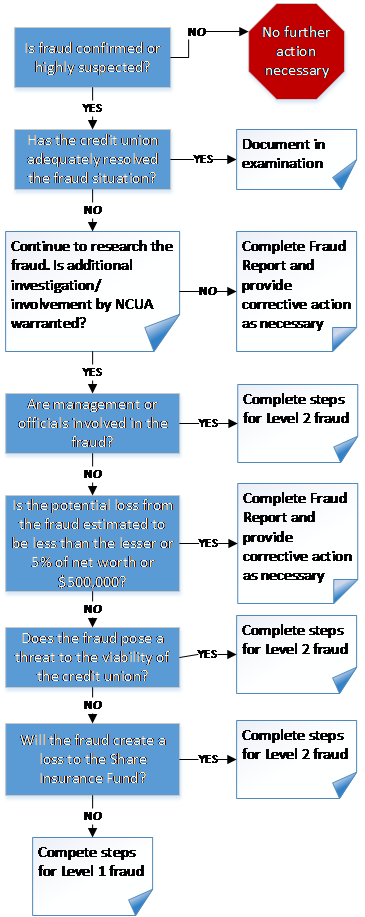 Is fraud confirmed or
highly suspected?
NO
No further
action
necessary
YES
Has the credit union
adequately resolved
the fraud situation?
YES
Document in
examination
NO
Continue to research the
fraud. Is additional
investigation/
involvement by NCUA
warranted?
NO
Complete Fraud
Report and
provide
corrective action
as necessary
YES
Are management or
officials involved in the
fraud?
YES
Complete steps
for Level 2 fraud
NO
Is the potential loss from
the fraud estimated to
be less than the lesser or
5% of net worth or
$500,000?
YES
Complete Fraud
Report and
provide
corrective action
as necessary
NO
Does the fraud pose a
threat to the viability of
the credit union?
YES
Complete steps
for Level 2 fraud
NO
Will the fraud create a
loss to the Share
Insurance Fund?
YES
Complete steps
for Level 2 fraud
NO
Compete steps
for Level 1 fraud